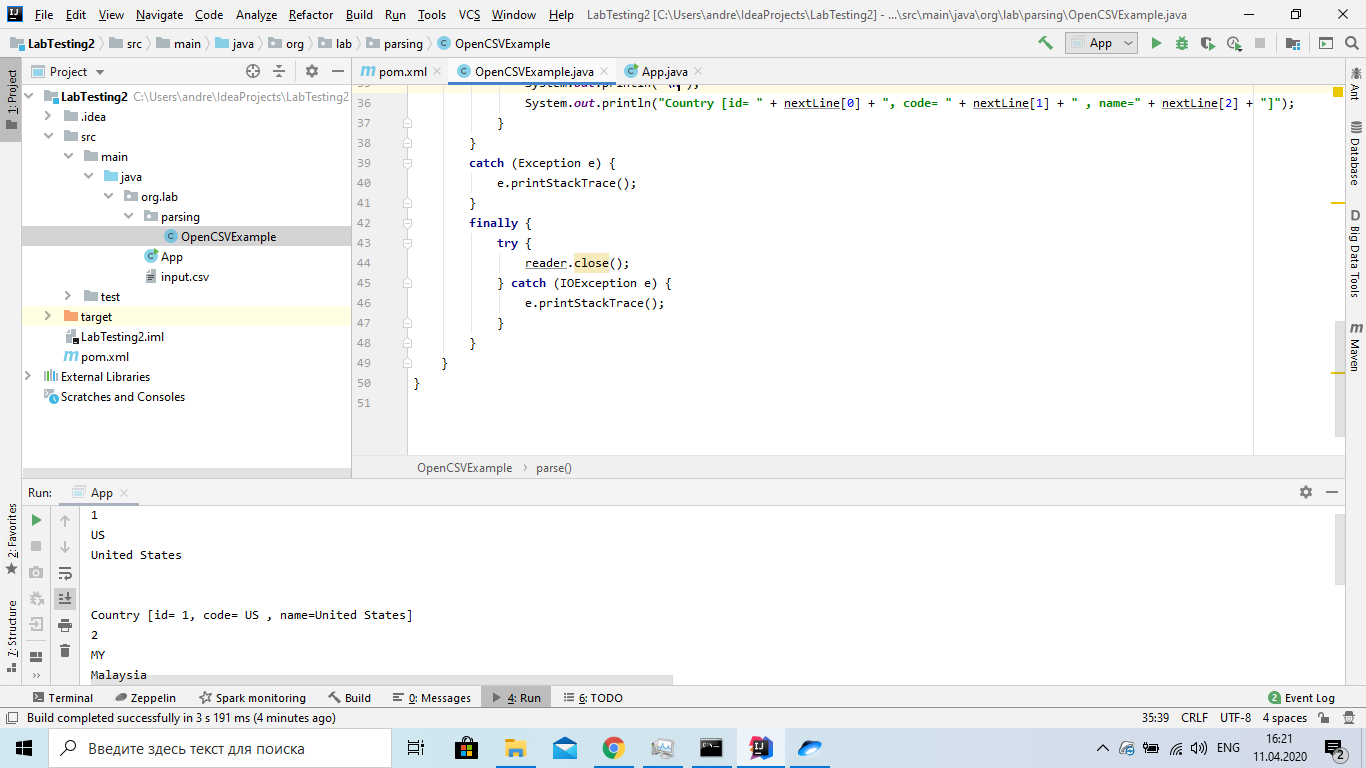 File Edit View Navigate Code Analyze Refactor Build Run Tools VCS Window Help LabTesting2 [C:\Users\andre\IdeaProjects\LabTesting2] - ...\src\main\java\org\lab\parsing\OpenCSVExample.java
LabTesting2 src main java org lab parsing OpenCSVExample App
1: Project
Project
LabTesting2 C:\Users\andre\IdeaProjects\LabTesting2
.idea
src
main
java
org.lab
parsing
OpenCSVExample
App
input.csv
test
target
LabTesting2.iml
pom.xml
External Libraries
Scratches and Consoles
pom.xml OpenCSVExample.java App.java
36 System.out.println("Country [id= " + nextLine[0] + ", code= " + nextLine[1] + " , name=" + nextLine[2] + "]");
37 }
38 }
39 catch (Exception e) {
40 e.printStackTrace();
41 }
42 finally {
43 try {
44 reader.close();
45 } catch (IOException e) {
46 e.printStackTrace();
47 }
48 }
49 }
50 }
51
OpenCSVExample parse()
Ant
Database
Big Data Tools
Maven
Run: App
1
US
United States
Country [id= 1, code= US , name=United States]
2
MY
Malaysia
2: Favorites
7: Structure
Terminal Zeppelin Spark monitoring Build 0: Messages 4: Run 6: TODO 2 Event Log
Build completed successfully in 3 s 191 ms (4 minutes ago) 35:39 CRLF UTF-8 4 spaces
Введите здесь текст для поиска
ENG
16:21
11.04.2020
2